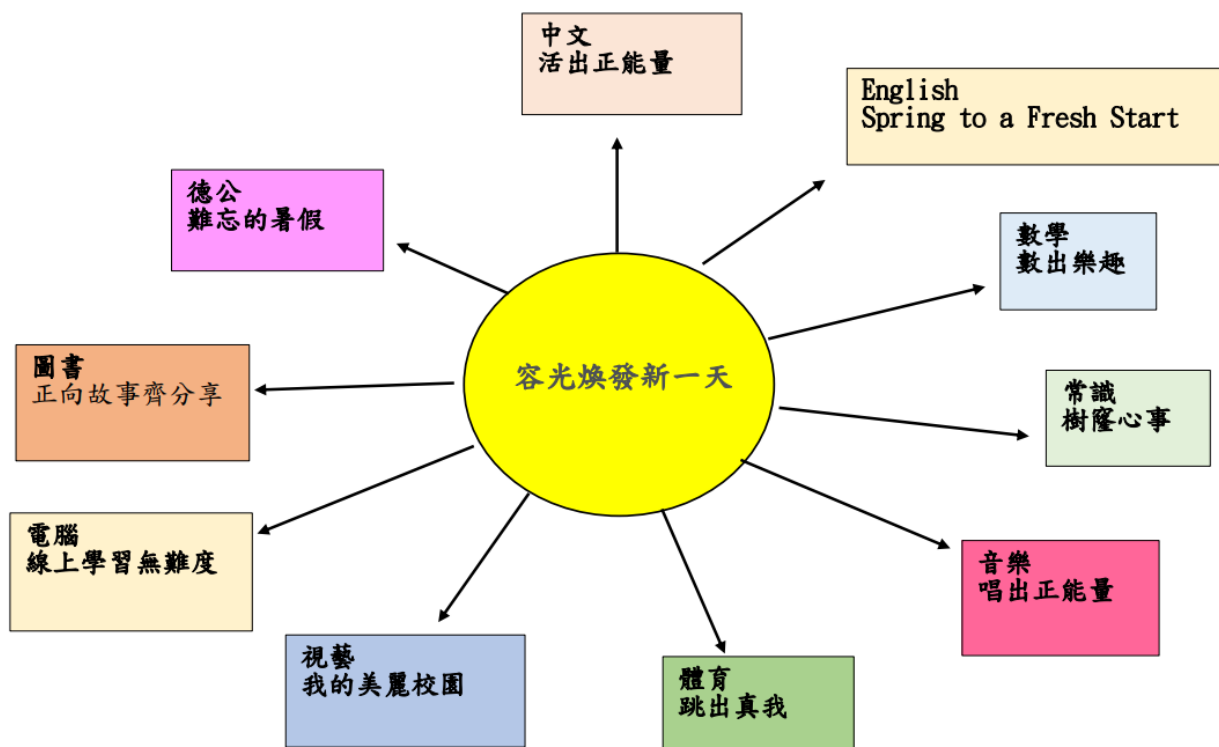 中文
活出正能量
English
Spring to a Fresh Start
德公
難忘的暑假
數學
數出樂趣
圖書
正向故事齊分享
容光煥發新一天
常識
樹窿心事
電腦
線上學習無難度
音樂
唱出正能量
視藝
我的美麗校園
體育
跳出真我